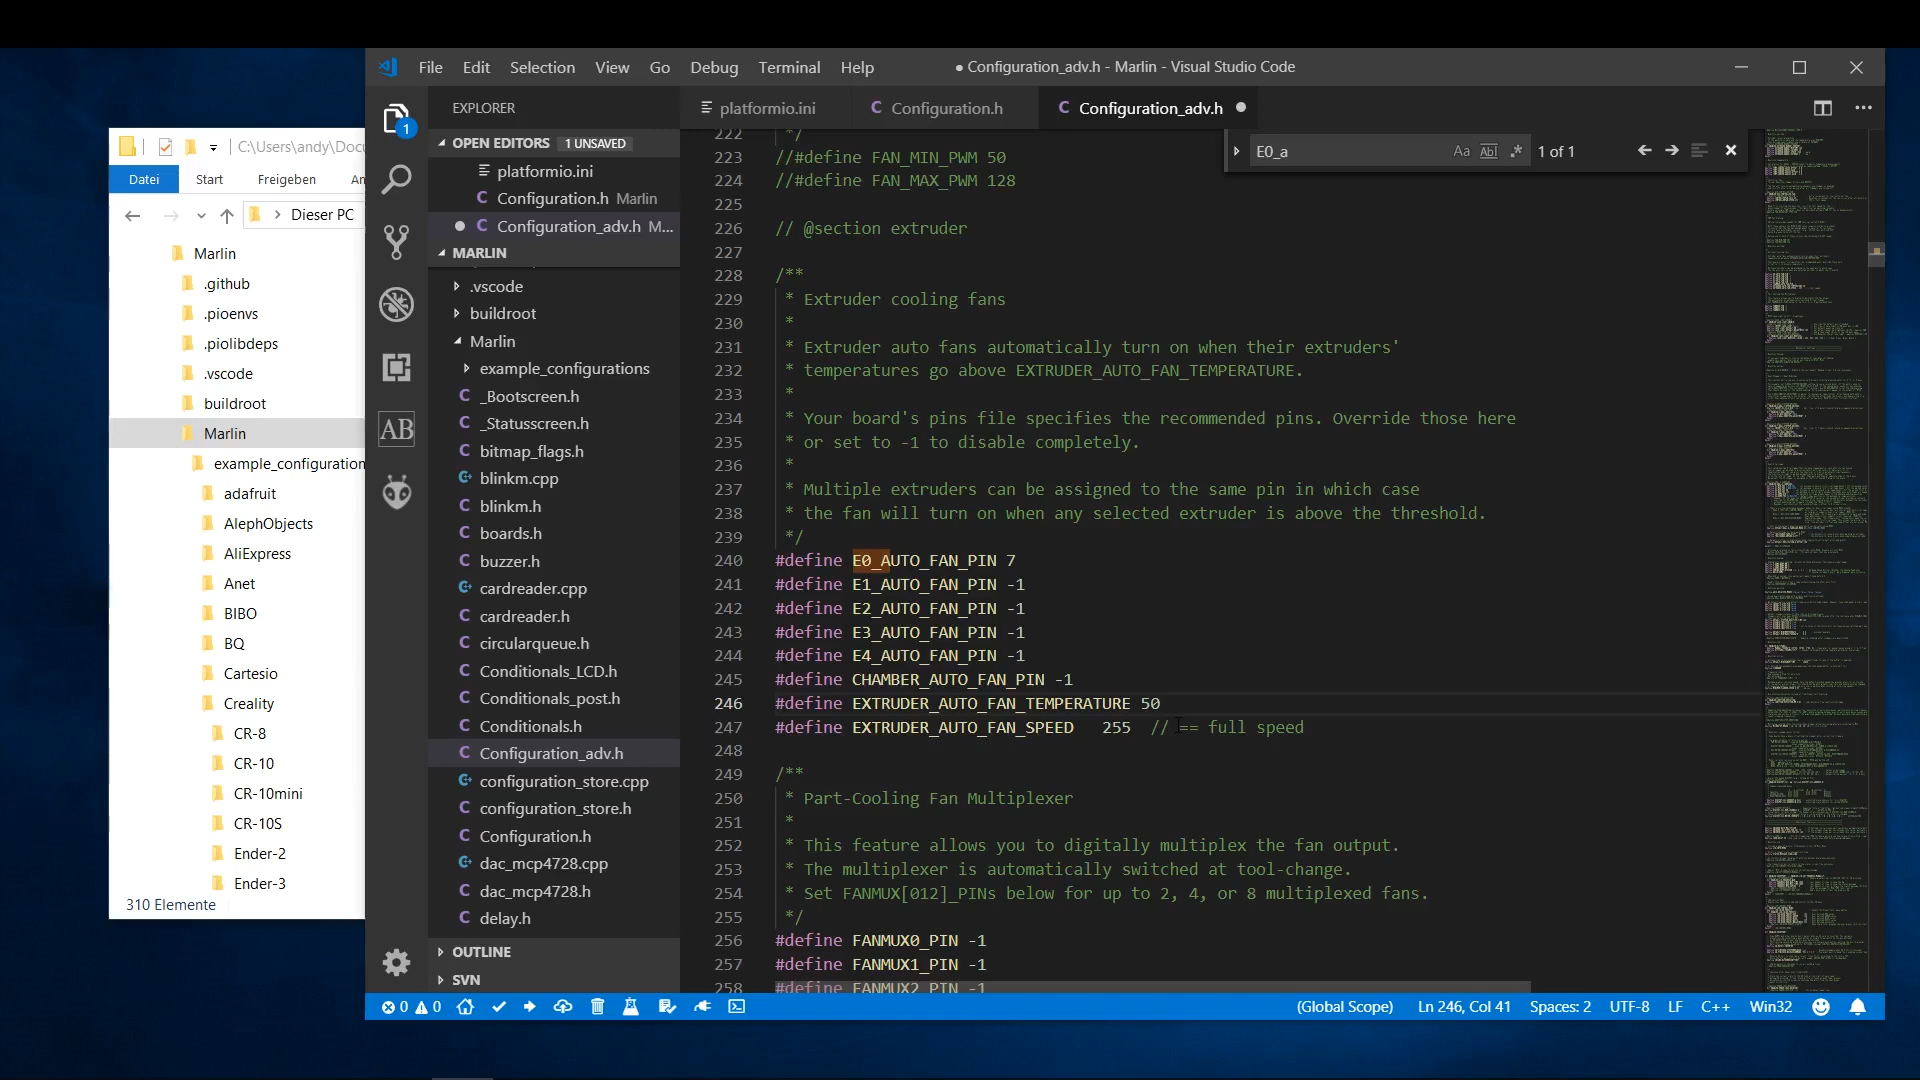 C:\Users\andy\Docu
Datei Start Freigeben An
Dieser PC
Marlin
.github
.pioenvs
.piolibdeps
.vscode
buildroot
Marlin
example_configuration
adafruit
AlephObjects
AliExpress
Anet
BIBO
BQ
Cartesio
Creality
CR-8
CR-10
CR-10mini
CR-10S
Ender-2
Ender-3
310 Elemente
File Edit Selection View Go Debug Terminal Help
● Configuration_adv.h - Marlin - Visual Studio Code
EXPLORER
1
OPEN EDITORS 1 UNSAVED
platformio.ini
C Configuration.h Marlin
C Configuration_adv.h M...
MARLIN
.vscode
buildroot
Marlin
example_configurations
C _Bootscreen.h
C _Statusscreen.h
C bitmap_flags.h
C+ blinkm.cpp
C blinkm.h
C boards.h
C buzzer.h
C+ cardreader.cpp
C cardreader.h
C circularqueue.h
C Conditionals_LCD.h
C Conditionals_post.h
C Conditionals.h
C Configuration_adv.h
C+ configuration_store.cpp
C configuration_store.h
C Configuration.h
C+ dac_mcp4728.cpp
C dac_mcp4728.h
C delay.h
OUTLINE
SVN
AB
platformio.ini C Configuration.h C Configuration_adv.h
E0_a Aa Abl .* 1 of 1
222 */
223 //#define FAN_MIN_PWM 50
224 //#define FAN_MAX_PWM 128
225
226 // @section extruder
227
228 /**
229 * Extruder cooling fans
230 *
231 * Extruder auto fans automatically turn on when their extruders'
232 * temperatures go above EXTRUDER_AUTO_FAN_TEMPERATURE.
233 *
234 * Your board's pins file specifies the recommended pins. Override those here
235 * or set to -1 to disable completely.
236 *
237 * Multiple extruders can be assigned to the same pin in which case
238 * the fan will turn on when any selected extruder is above the threshold.
239 */
240 #define E0_AUTO_FAN_PIN 7
241 #define E1_AUTO_FAN_PIN -1
242 #define E2_AUTO_FAN_PIN -1
243 #define E3_AUTO_FAN_PIN -1
244 #define E4_AUTO_FAN_PIN -1
245 #define CHAMBER_AUTO_FAN_PIN -1
246 #define EXTRUDER_AUTO_FAN_TEMPERATURE 50
247 #define EXTRUDER_AUTO_FAN_SPEED 255 // == full speed
248
249 /**
250 * Part-Cooling Fan Multiplexer
251 *
252 * This feature allows you to digitally multiplex the fan output.
253 * The multiplexer is automatically switched at tool-change.
254 * Set FANMUX[012]_PINs below for up to 2, 4, or 8 multiplexed fans.
255 */
256 #define FANMUX0_PIN -1
257 #define FANMUX1_PIN -1
258 #define FANMUX2_PIN -1
0 0 (Global Scope) Ln 246, Col 41 Spaces: 2 UTF-8 LF C++ Win32